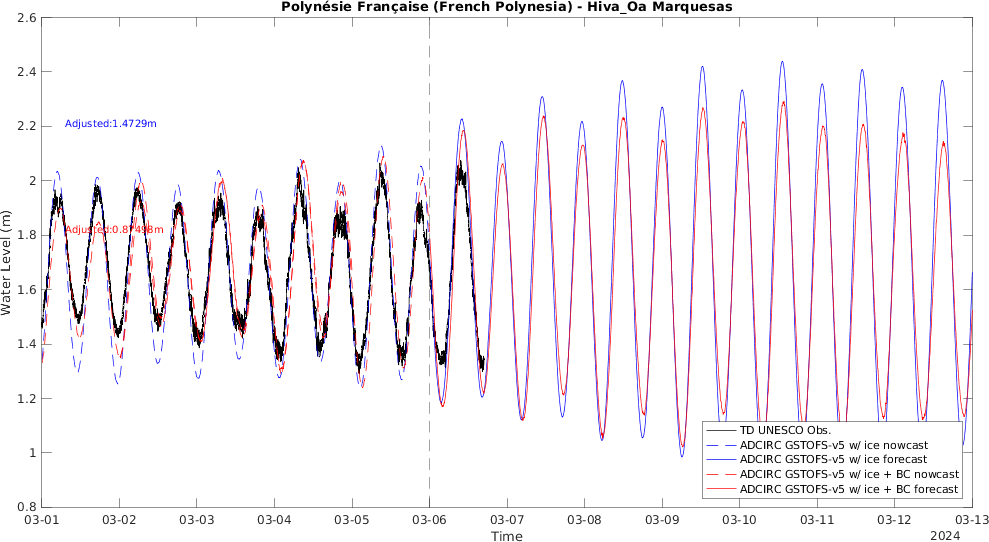 Polynésie Française (French Polynesia) - Hiva_Oa Marquesas
2.6
2.4
2.2
2
1.8
1.6
1.4
1.2
1
0.8
Water Level (m)
Adjusted:1.4729m
Adjusted:0.87498m
TD UNESCO Obs.
ADCIRC GSTOFS-v5 w/ ice nowcast
ADCIRC GSTOFS-v5 w/ ice forecast
ADCIRC GSTOFS-v5 w/ ice + BC nowcast
ADCIRC GSTOFS-v5 w/ ice + BC forecast
03-01 03-02 03-03 03-04 03-05 03-06 03-07 03-08 03-09 03-10 03-11 03-12 03-13
Time
2024